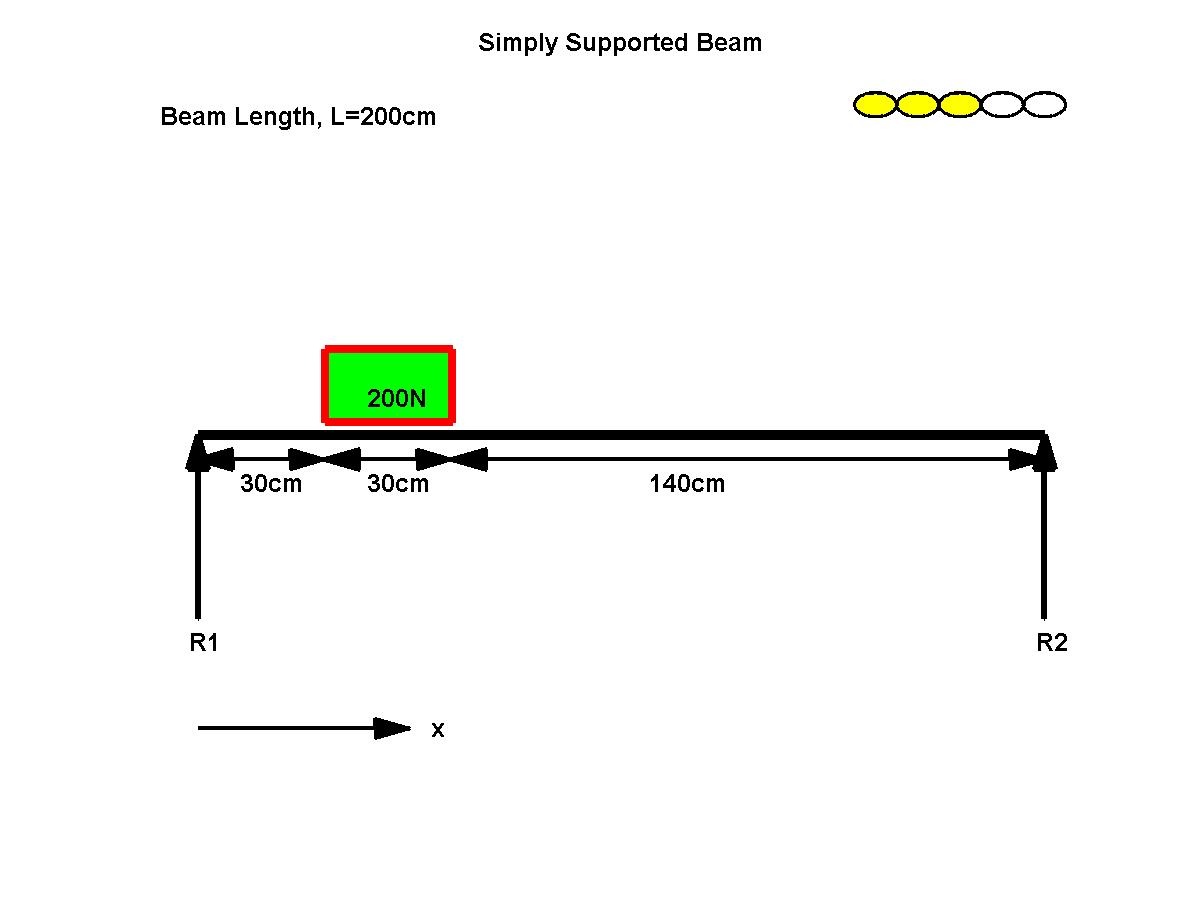 Simply Supported Beam
Beam Length, L=200cm
200N
30cm 30cm 140cm
R1 R2
x